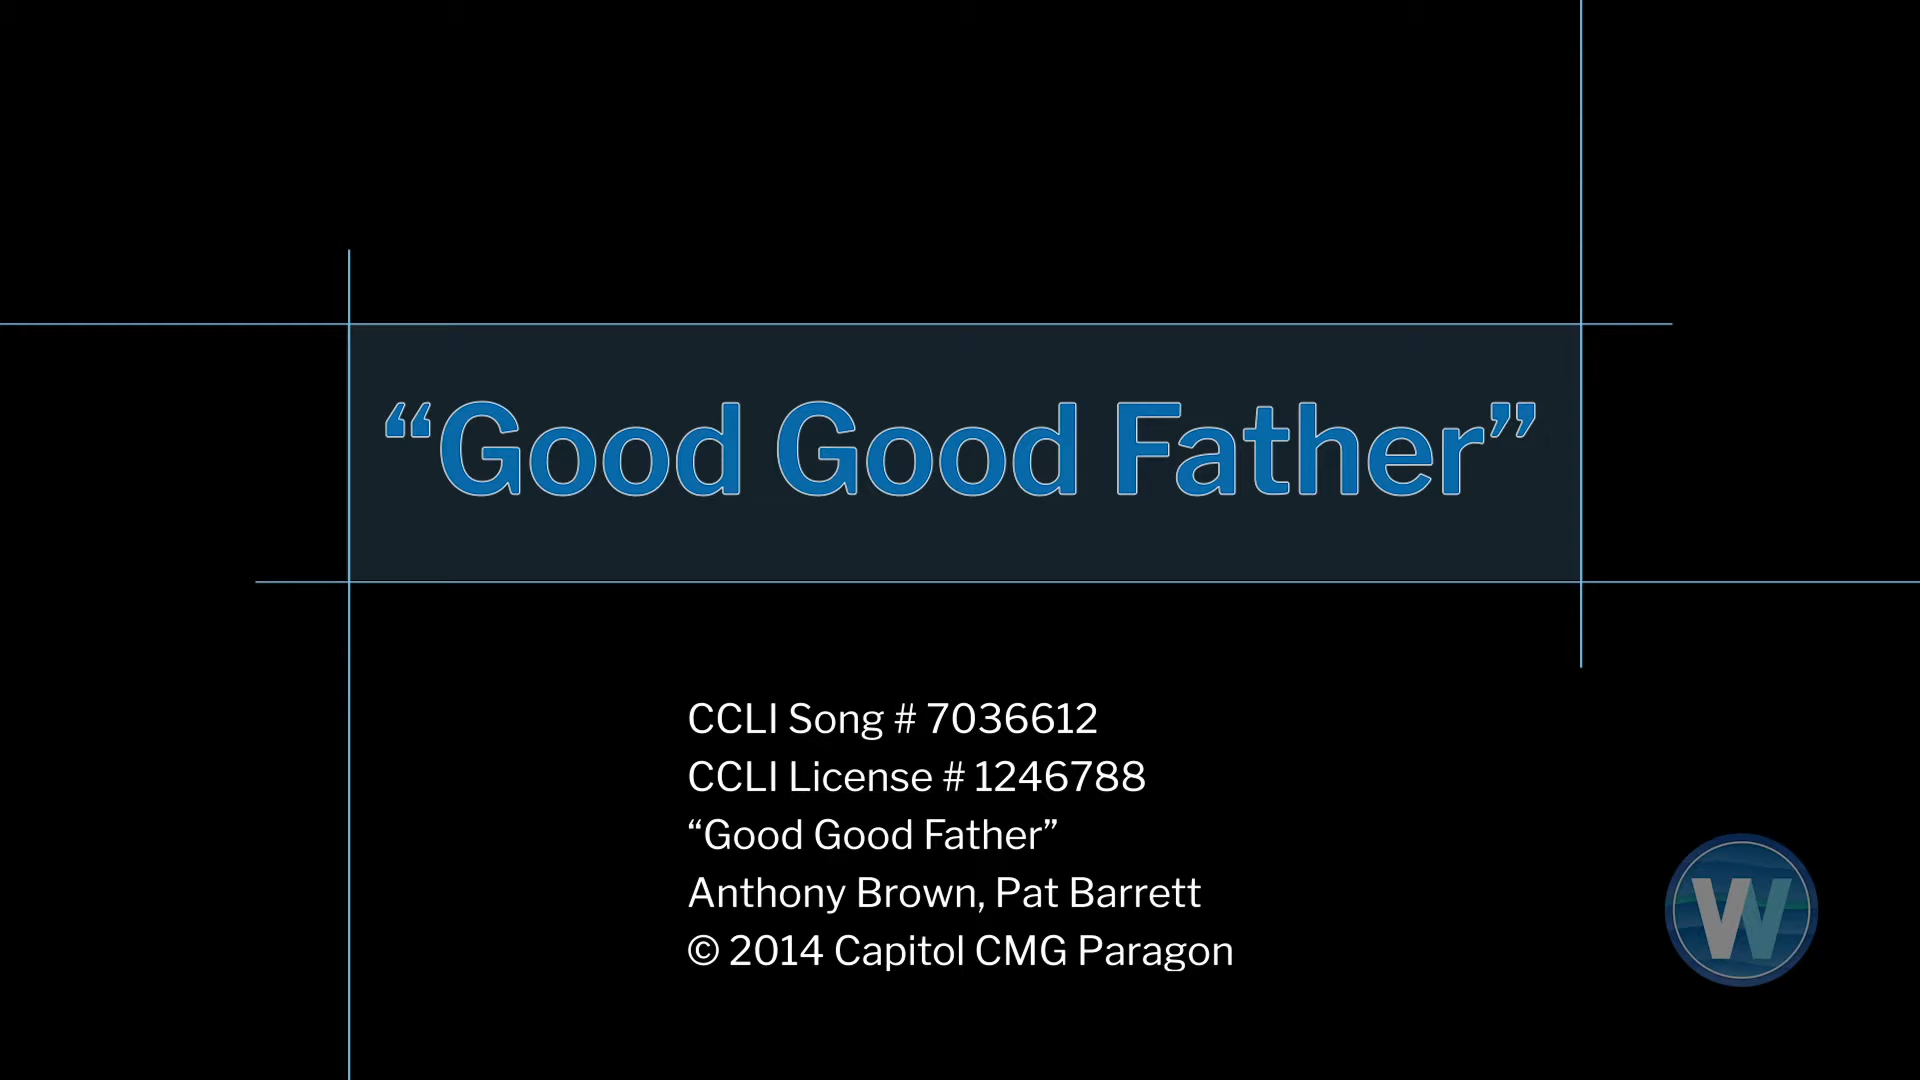 “Good Good Father”
CCLI Song # 7036612
CCLI License # 1246788
“Good Good Father”
Anthony Brown, Pat Barrett
© 2014 Capitol CMG Paragon
W